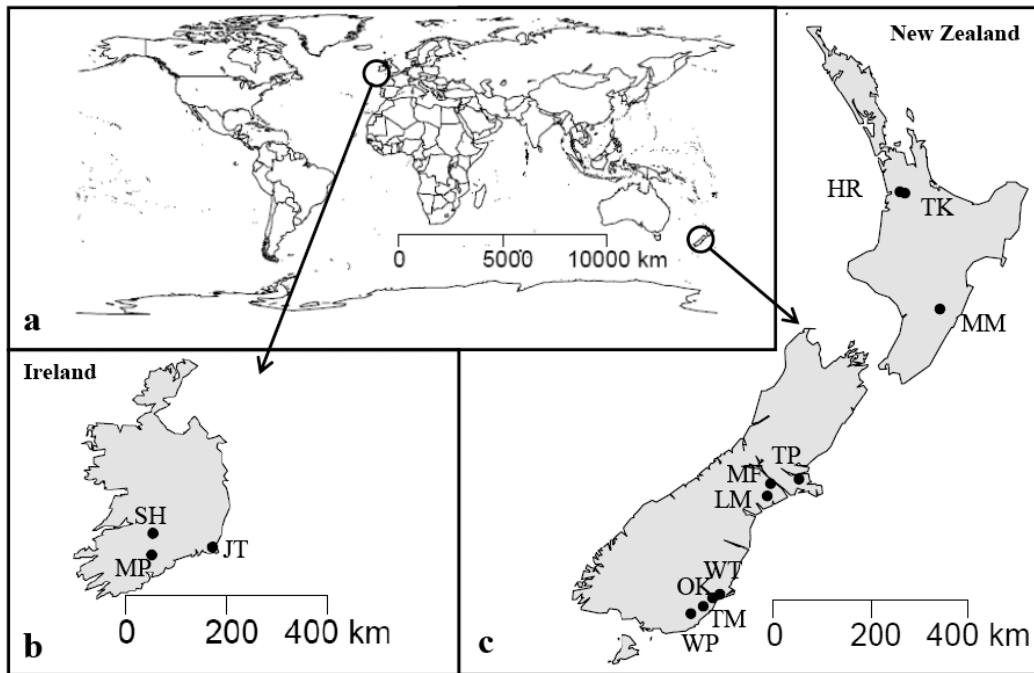 New Zealand
HR
TK
0 5000 10000 km
a
MM
Ireland
TP
MF
LM
SH
JT
MP
WT
OK
TM
0 200 400 km
0 200 400 km
WP
b
c